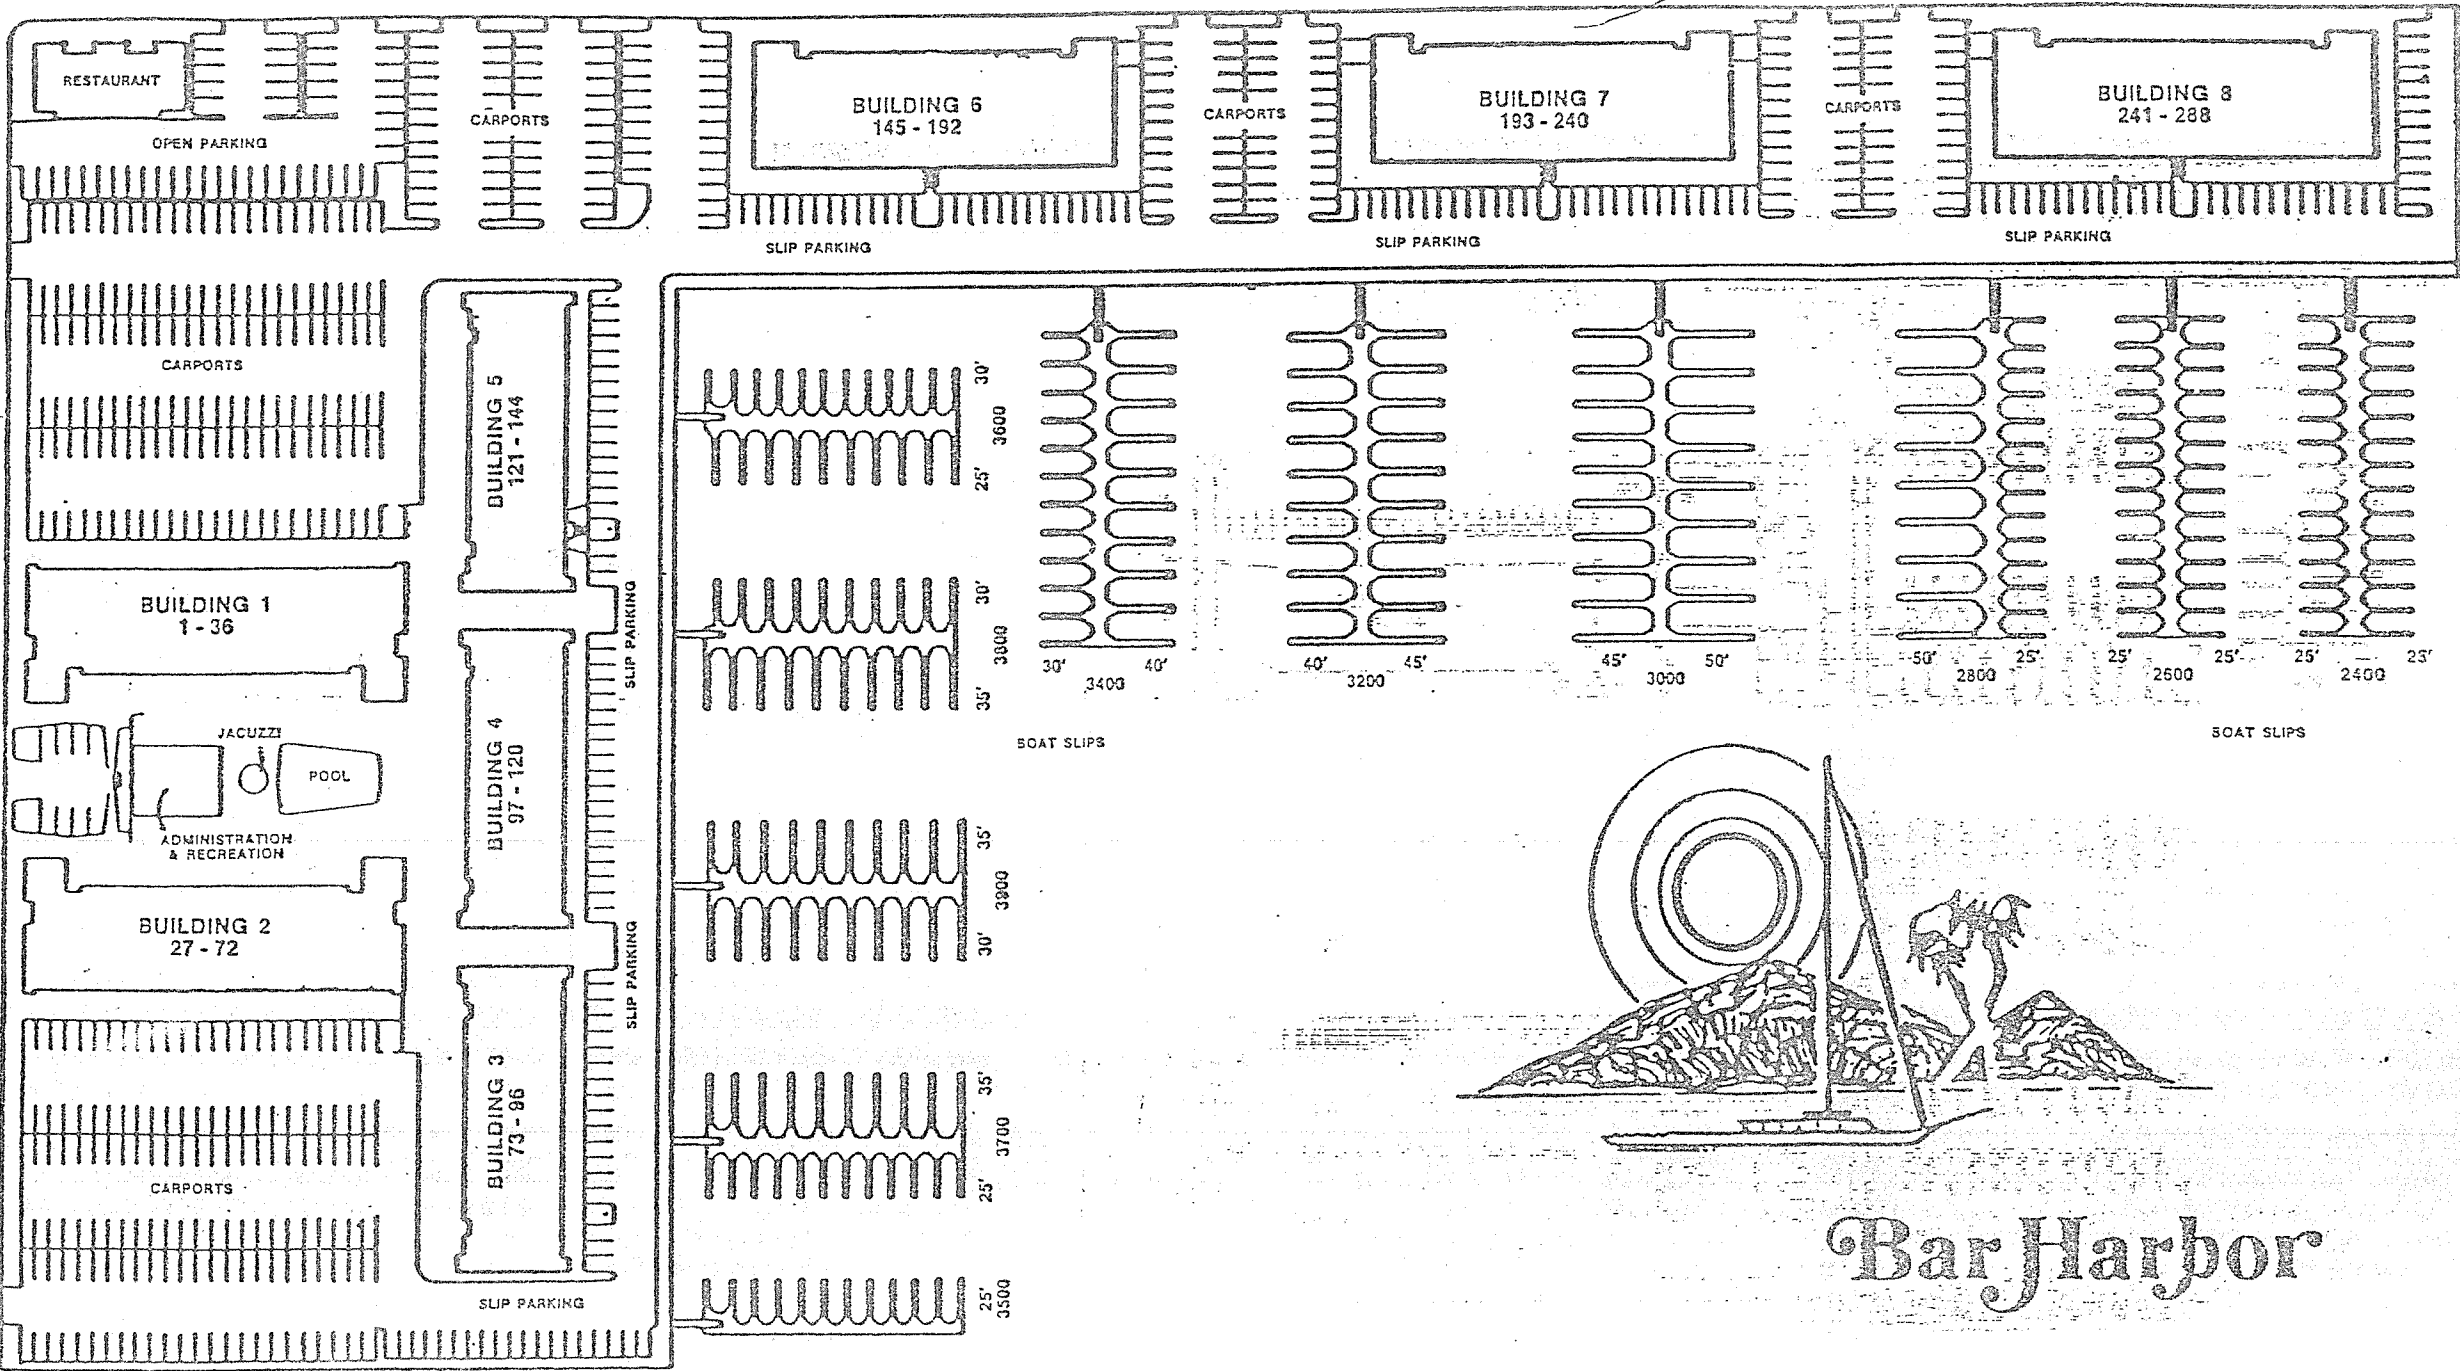 RESTAURANT
OPEN PARKING
CARPORTS
BUILDING 6
145 - 192
CARPORTS
BUILDING 7
193 - 240
CARPORTS
BUILDING 8
241 - 288
SLIP PARKING
SLIP PARKING
SLIP PARKING
CARPORTS
BUILDING 5
121 - 144
BUILDING 1
1 - 36
SLIP PARKING
JACUZZI
POOL
ADMINISTRATION
& RECREATION
BUILDING 4
97 - 120
BUILDING 2
27 - 72
SLIP PARKING
BUILDING 3
73 - 96
CARPORTS
SLIP PARKING
30'
3600
25'
30'
3800
35'
35'
3900
30'
35'
3700
25'
25'
3500
30' 40'
3400
40' 45'
3200
45' 50'
3000
50' 25'
2800
25' 25'
2600
25' 25'
2400
BOAT SLIPS
BOAT SLIPS
Bar Harbor